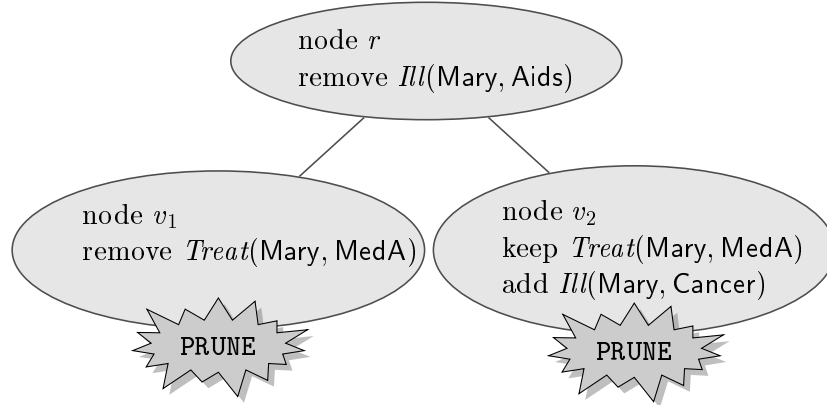 node r
remove Ill(Mary, Aids)
node v₁
remove Treat(Mary, MedA)
PRUNE
node v₂
keep Treat(Mary, MedA)
add Ill(Mary, Cancer)
PRUNE